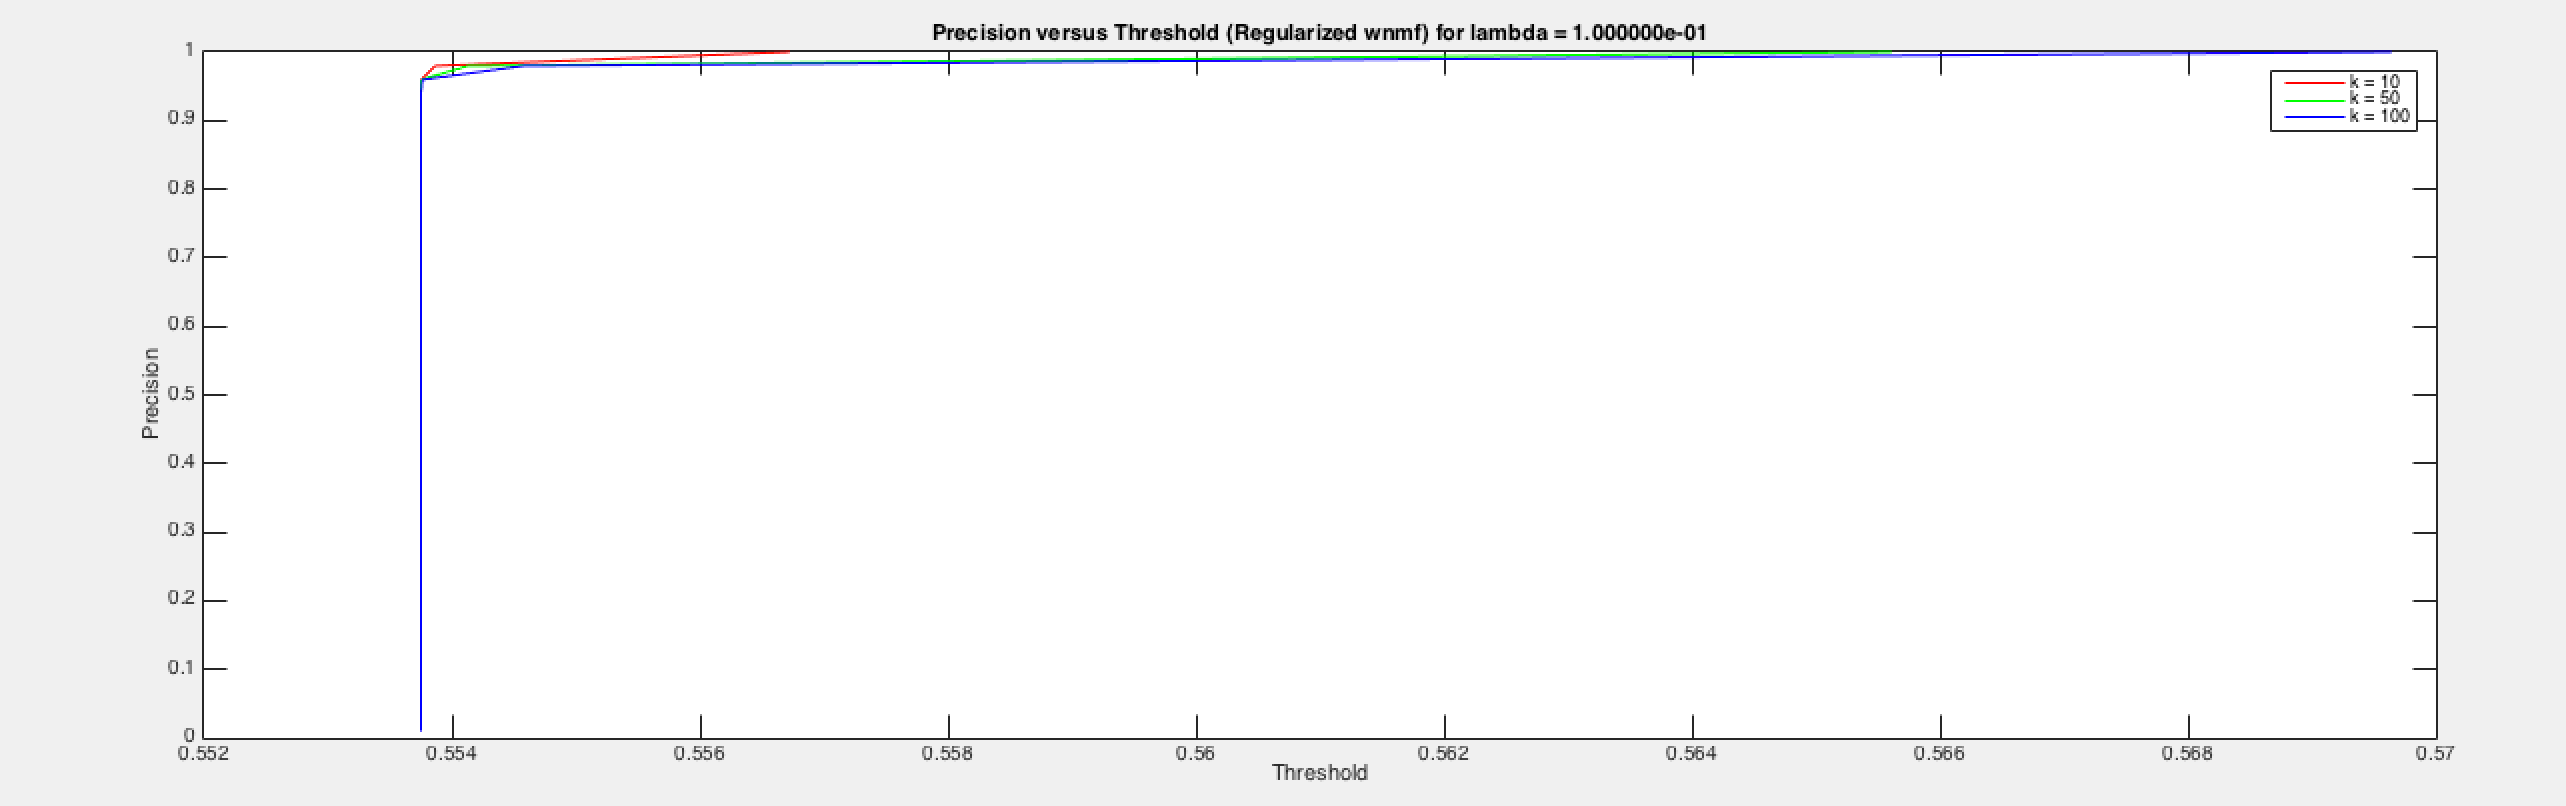 Precision versus Threshold (Regularized wnmf) for lambda = 1.000000e-01
1
0.9
0.8
0.7
0.6
0.5
0.4
0.3
0.2
0.1
0
Precision
k = 10
k = 50
k = 100
0.552 0.554 0.556 0.558 0.56 0.562 0.564 0.566 0.568 0.57
Threshold